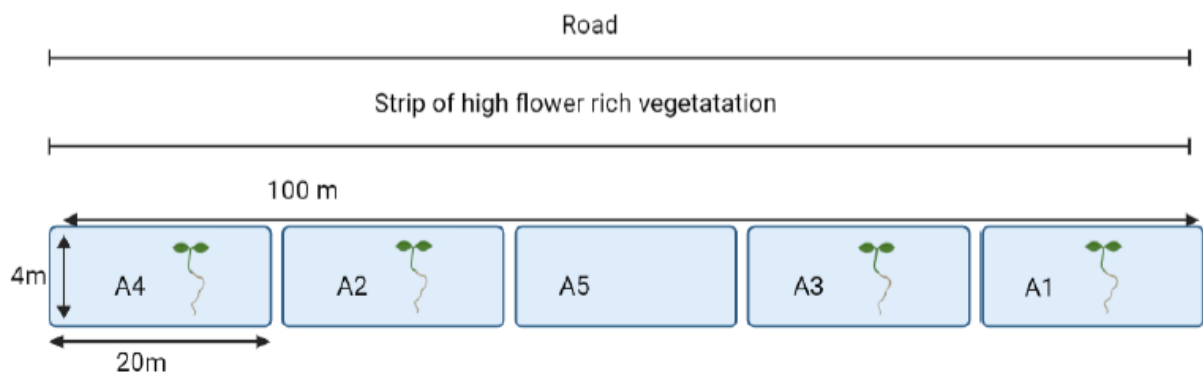 Road
Strip of high flower rich vegetatation
100 m
4m
A4
A2
A5
A3
A1
20m